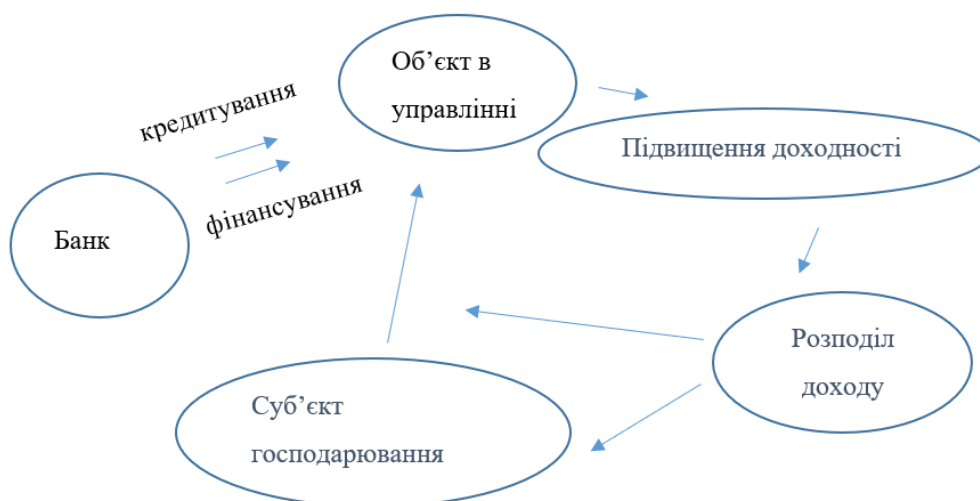 Об’єкт в
управлінні
кредитування
фінансування
Підвищення доходності
Банк
Розподіл
доходу
Суб’єкт
господарювання